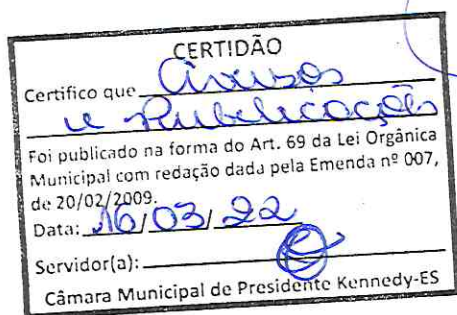 CERTIDÃO
Certifico que Avisos
e Publicações
Foi publicado na forma do Art. 69 da Lei Orgânica
Municipal com redação dada pela Emenda nº 007,
de 20/02/2009.
Data: 16/03/22
Servidor(a):
Câmara Municipal de Presidente Kennedy-ES